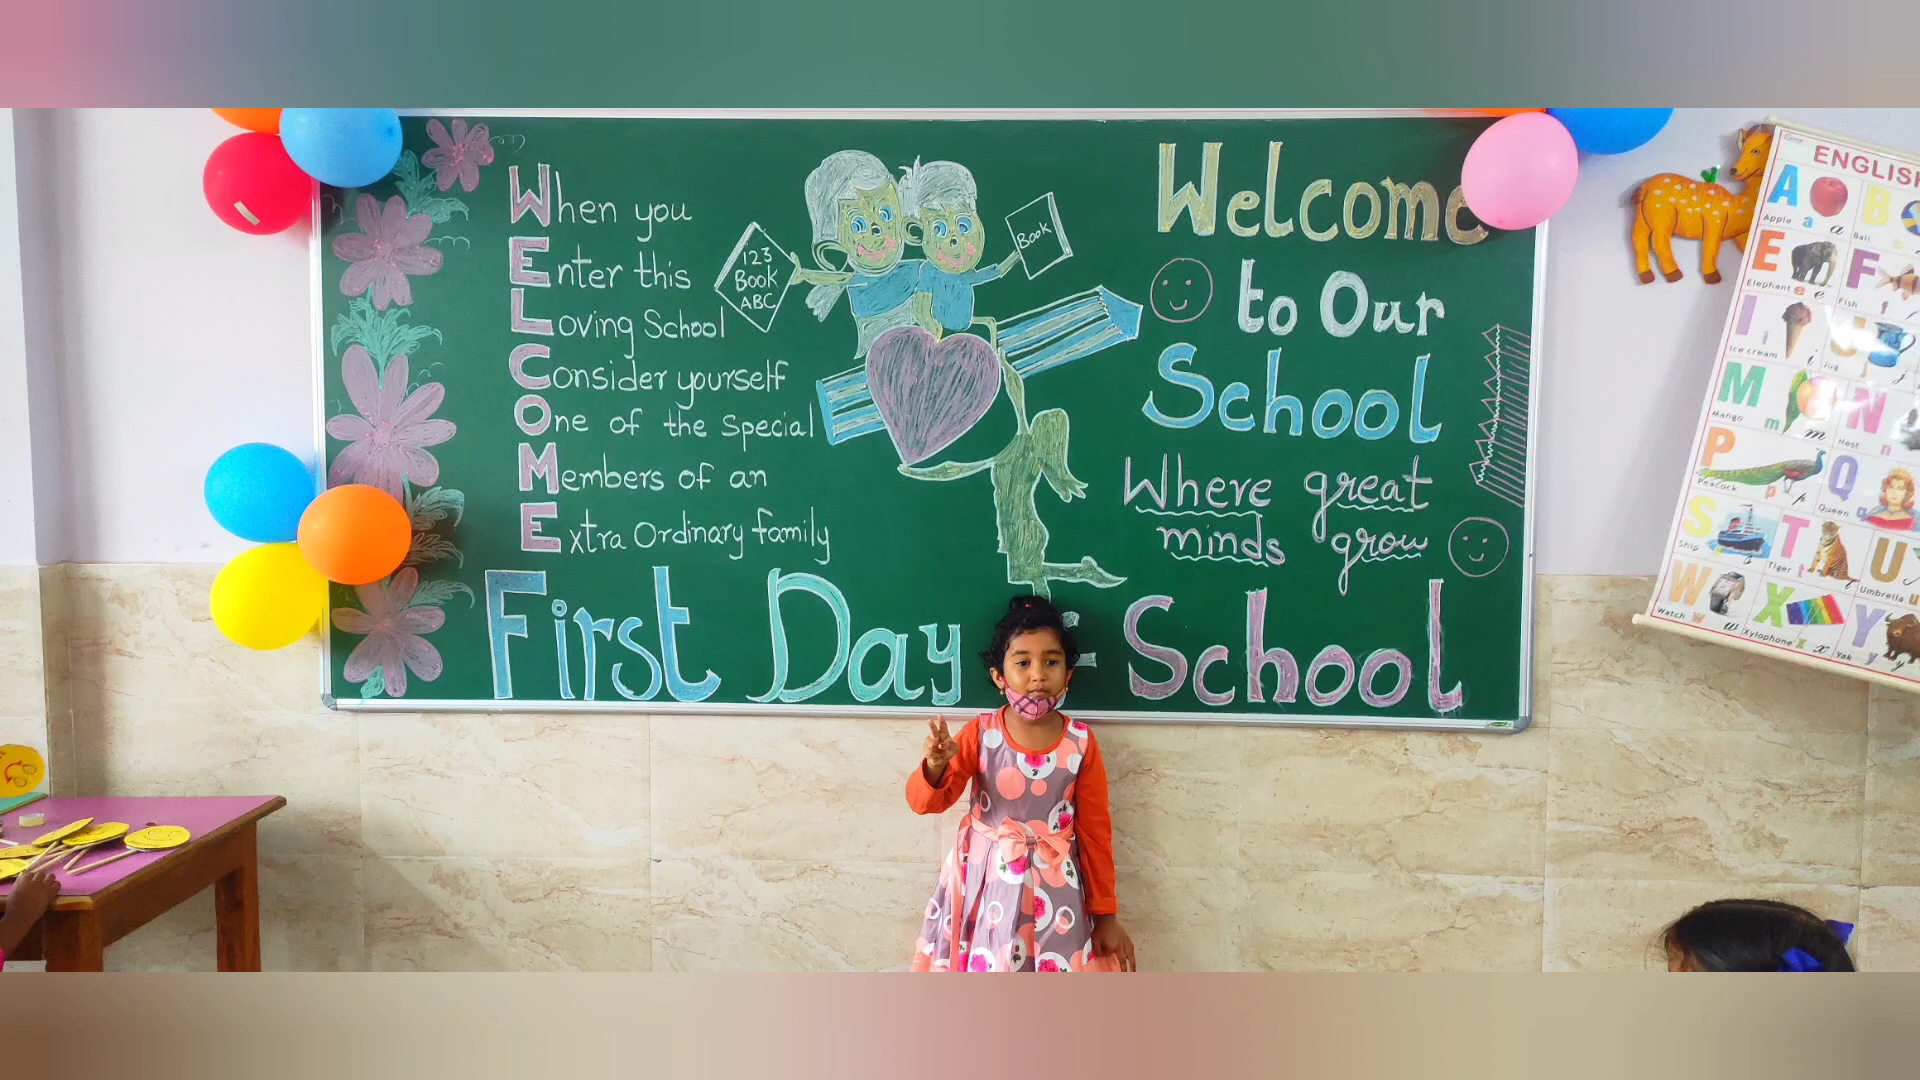 When you
Enter this
Loving School
Consider yourself
One of the Special
Members of an
Extra Ordinary family
123
Book
ABC
Book
Welcome
to Our
School
Where great
minds grow
First Day School
ENGLISH
A
Apple a a
B
Ball
E
Elephant e e
F
Fish f
I
Ice cream i i
J
Jug j
M
Mango m m
N
Nest n
P
Peacock p p
Q
Queen q
S
Ship
T
Tiger t
U
Umbrella u
W
Watch w w
X
Xylophone x x
Y
Yak y y